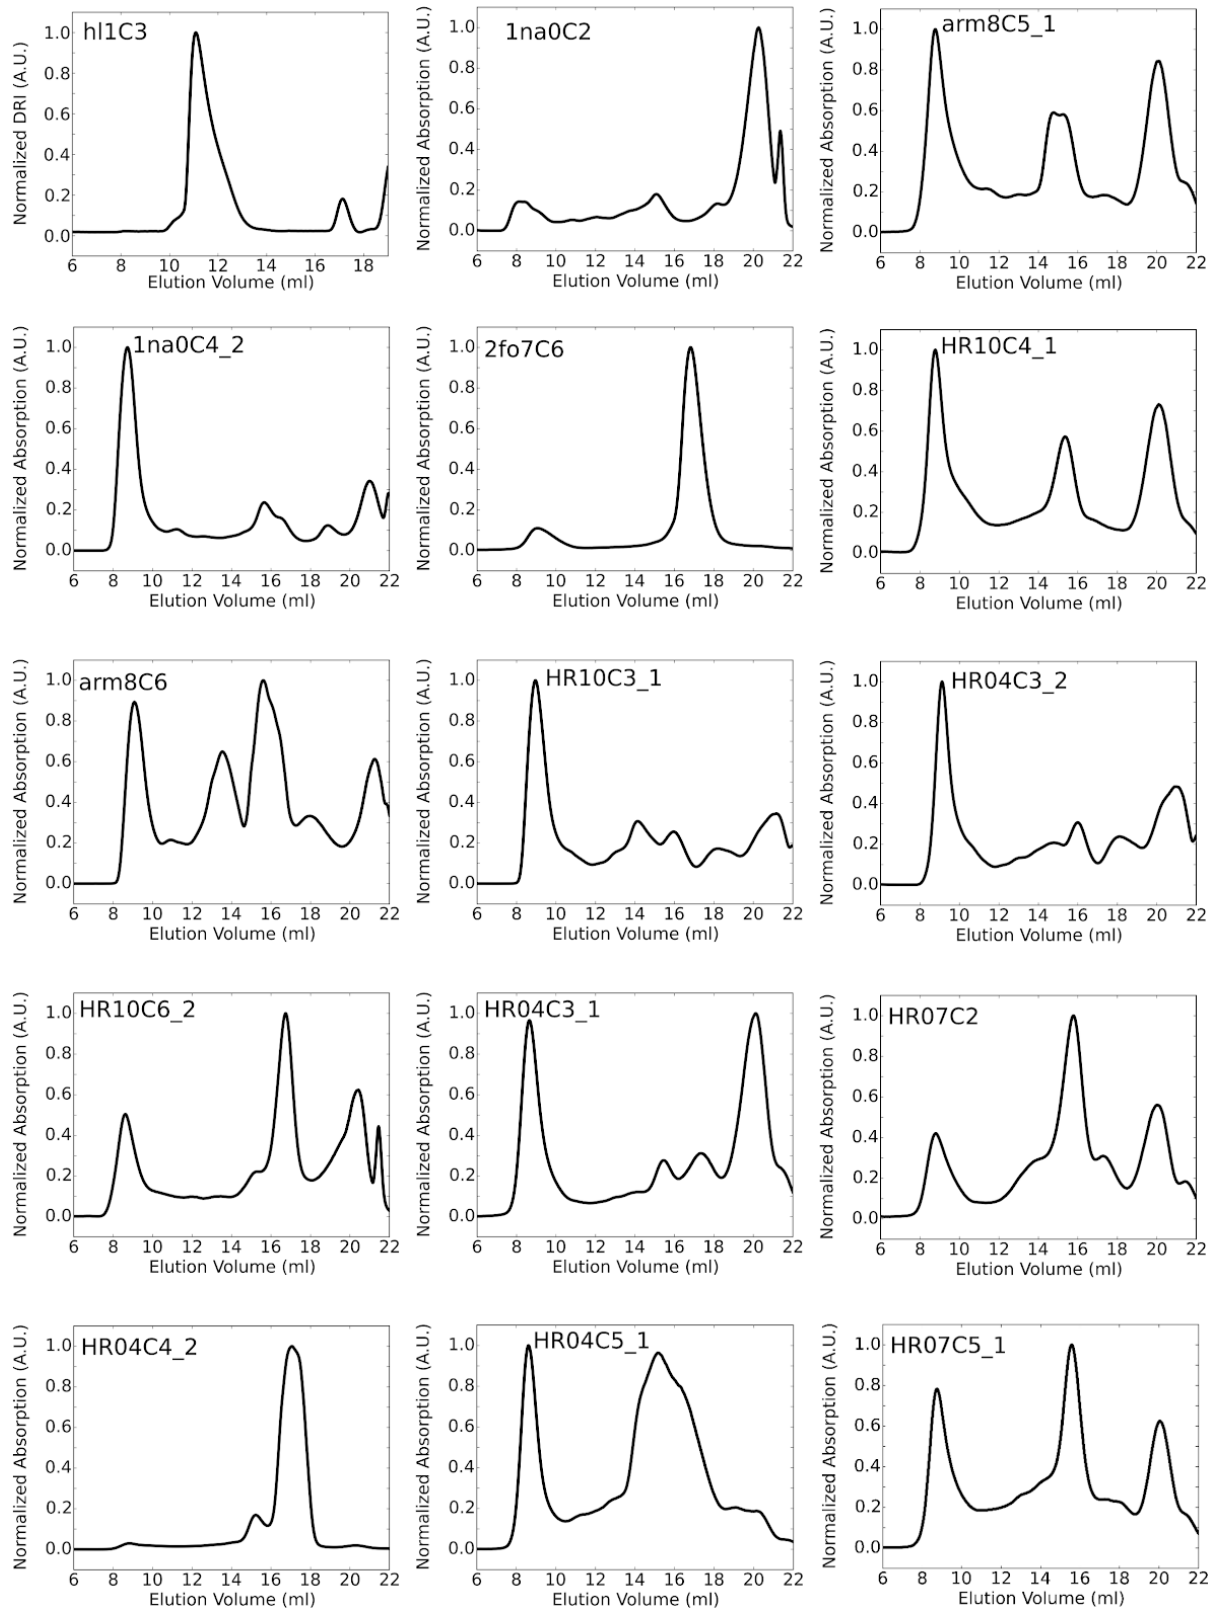 hl1C3
Normalized DRI (A.U.)
1.0
0.8
0.6
0.4
0.2
0.0
6 8 10 12 14 16 18
Elution Volume (ml)
1na0C2
Normalized Absorption (A.U.)
1.0
0.8
0.6
0.4
0.2
0.0
6 8 10 12 14 16 18 20 22
Elution Volume (ml)
arm8C5_1
Normalized Absorption (A.U.)
1.0
0.8
0.6
0.4
0.2
0.0
6 8 10 12 14 16 18 20 22
Elution Volume (ml)
1na0C4_2
Normalized Absorption (A.U.)
1.0
0.8
0.6
0.4
0.2
0.0
6 8 10 12 14 16 18 20 22
Elution Volume (ml)
2fo7C6
Normalized Absorption (A.U.)
1.0
0.8
0.6
0.4
0.2
0.0
6 8 10 12 14 16 18 20 22
Elution Volume (ml)
HR10C4_1
Normalized Absorption (A.U.)
1.0
0.8
0.6
0.4
0.2
0.0
6 8 10 12 14 16 18 20 22
Elution Volume (ml)
arm8C6
Normalized Absorption (A.U.)
1.0
0.8
0.6
0.4
0.2
0.0
6 8 10 12 14 16 18 20 22
Elution Volume (ml)
HR10C3_1
Normalized Absorption (A.U.)
1.0
0.8
0.6
0.4
0.2
0.0
6 8 10 12 14 16 18 20 22
Elution Volume (ml)
HR04C3_2
Normalized Absorption (A.U.)
1.0
0.8
0.6
0.4
0.2
0.0
6 8 10 12 14 16 18 20 22
Elution Volume (ml)
HR10C6_2
Normalized Absorption (A.U.)
1.0
0.8
0.6
0.4
0.2
0.0
6 8 10 12 14 16 18 20 22
Elution Volume (ml)
HR04C3_1
Normalized Absorption (A.U.)
1.0
0.8
0.6
0.4
0.2
0.0
6 8 10 12 14 16 18 20 22
Elution Volume (ml)
HR07C2
Normalized Absorption (A.U.)
1.0
0.8
0.6
0.4
0.2
0.0
6 8 10 12 14 16 18 20 22
Elution Volume (ml)
HR04C4_2
Normalized Absorption (A.U.)
1.0
0.8
0.6
0.4
0.2
0.0
6 8 10 12 14 16 18 20 22
Elution Volume (ml)
HR04C5_1
Normalized Absorption (A.U.)
1.0
0.8
0.6
0.4
0.2
0.0
6 8 10 12 14 16 18 20 22
Elution Volume (ml)
HR07C5_1
Normalized Absorption (A.U.)
1.0
0.8
0.6
0.4
0.2
0.0
6 8 10 12 14 16 18 20 22
Elution Volume (ml)